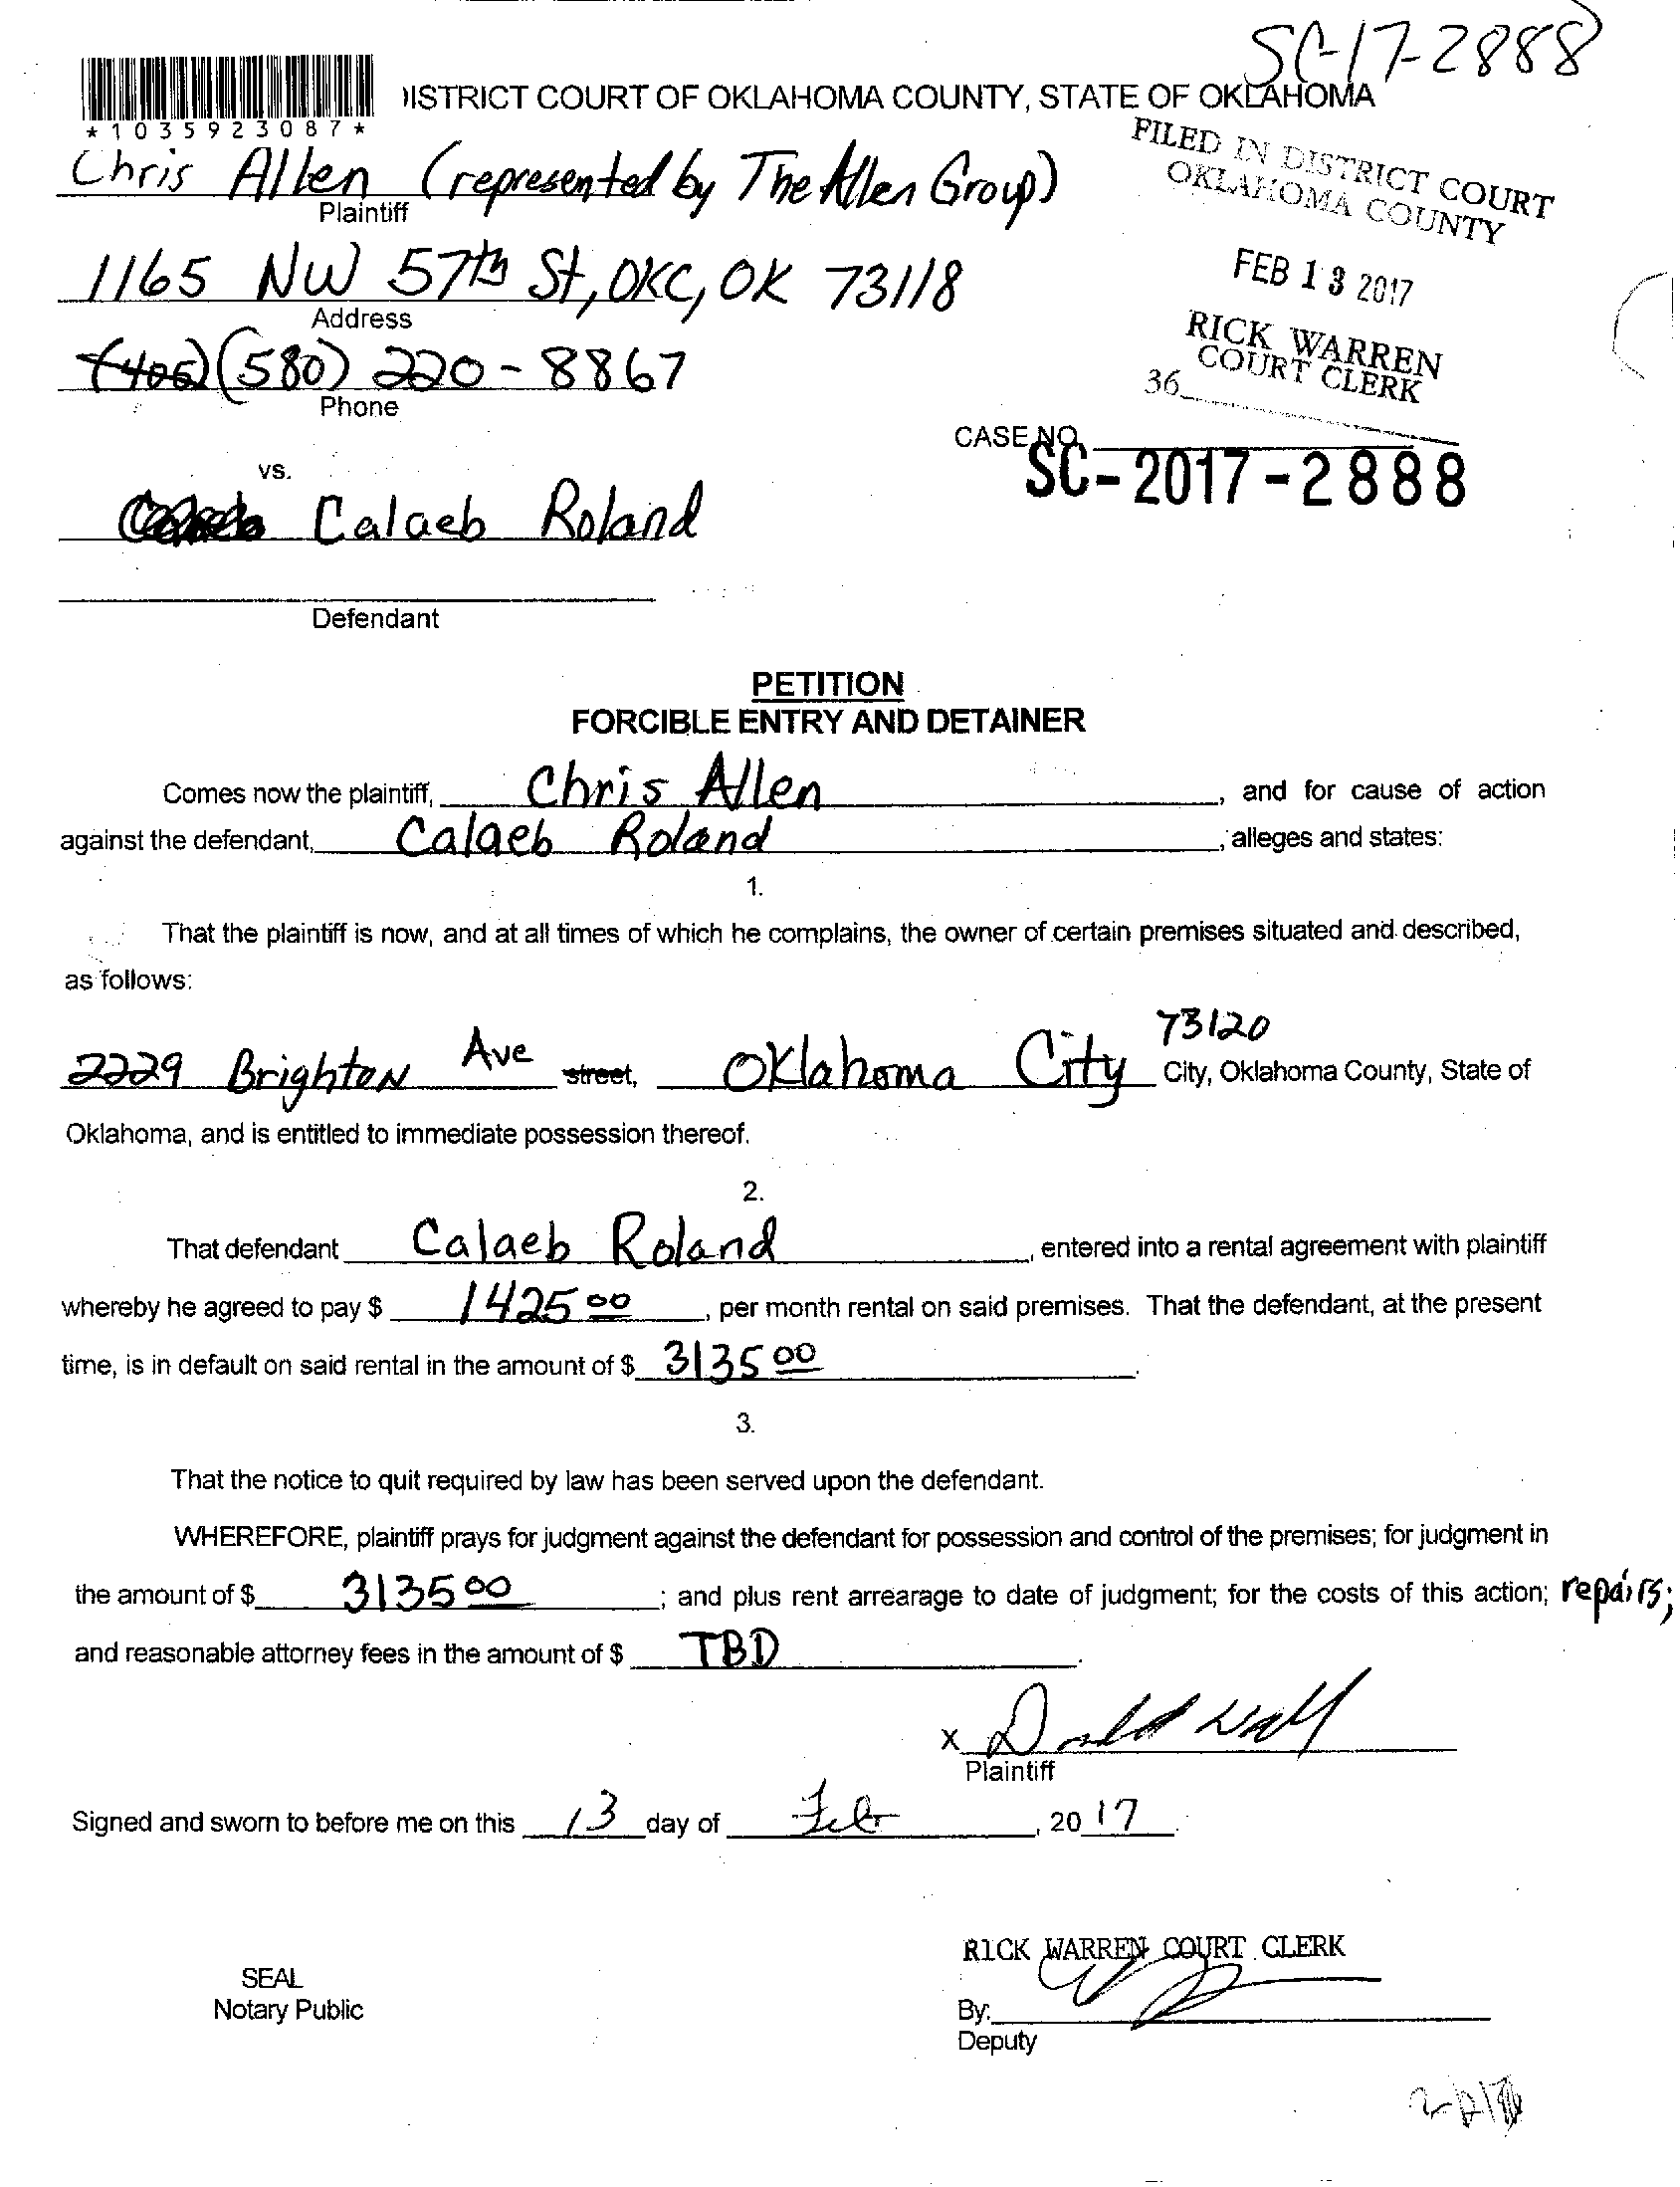 SC-17-2888
DISTRICT COURT OF OKLAHOMA COUNTY, STATE OF OKLAHOMA
*1035923087*
FILED IN DISTRICT COURT
OKLAHOMA COUNTY
Chris Allen (represented by The Allen Group)
Plaintiff
FEB 13 2017
1165 NW 57th St, OKC, OK 73118
Address
RICK WARREN
COURT CLERK
36
(405) (580) 220-8867
Phone
CASE NO.
SC-2017-2888
vs.
Calaeb Roland
Defendant
PETITION
FORCIBLE ENTRY AND DETAINER
Comes now the plaintiff, Chris Allen, and for cause of action
against the defendant, Calaeb Roland, alleges and states:
1.
That the plaintiff is now, and at all times of which he complains, the owner of certain premises situated and described,
as follows:
73120
2229 Brighton Ave street, Oklahoma City City, Oklahoma County, State of
Oklahoma, and is entitled to immediate possession thereof.
2.
That defendant Calaeb Roland, entered into a rental agreement with plaintiff
whereby he agreed to pay $ 1425 00, per month rental on said premises. That the defendant, at the present
time, is in default on said rental in the amount of $ 3135 00.
3.
That the notice to quit required by law has been served upon the defendant.
WHEREFORE, plaintiff prays for judgment against the defendant for possession and control of the premises; for judgment in
the amount of $ 3135 00; and plus rent arrearage to date of judgment; for the costs of this action; repairs;
and reasonable attorney fees in the amount of $ TBD.
X
Plaintiff
Signed and sworn to before me on this 13 day of Feb, 20 17.
RICK WARREN COURT CLERK
SEAL
Notary Public
By:
Deputy